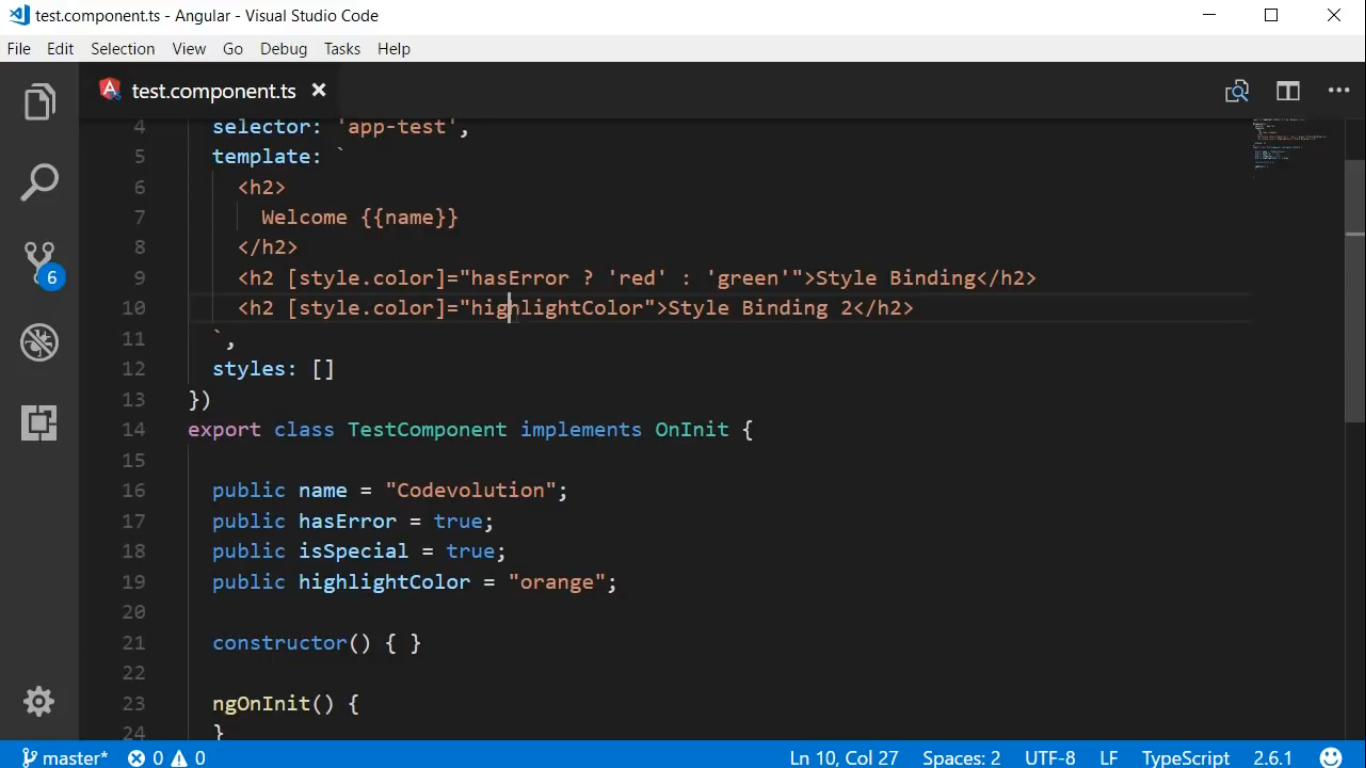 test.component.ts - Angular - Visual Studio Code
File Edit Selection View Go Debug Tasks Help
test.component.ts
4 selector: 'app-test',
5 template: `
6 <h2>
7 Welcome {{name}}
8 </h2>
9 <h2 [style.color]="hasError ? 'red' : 'green'">Style Binding</h2>
10 <h2 [style.color]="highlightColor">Style Binding 2</h2>
11 `,
12 styles: []
13 })
14 export class TestComponent implements OnInit {
15
16 public name = "Codevolution";
17 public hasError = true;
18 public isSpecial = true;
19 public highlightColor = "orange";
20
21 constructor() { }
22
23 ngOnInit() {
24 }
6
master* 0 0 Ln 10, Col 27 Spaces: 2 UTF-8 LF TypeScript 2.6.1